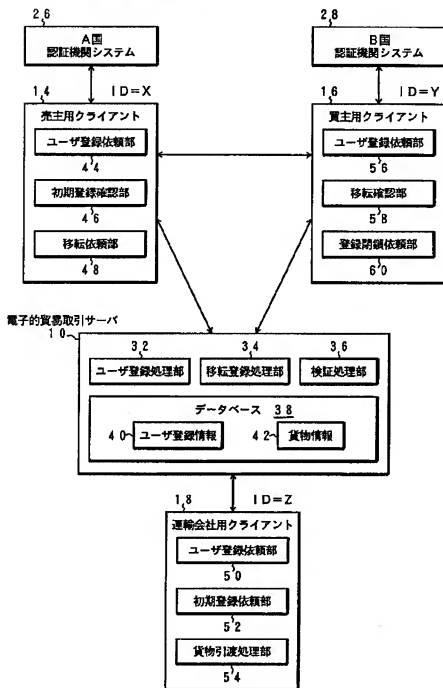 26
A国
認証機関システム
28
B国
認証機関システム
14
ID=X
売主用クライアント
ユーザ登録依頼部
44
初期登録確認部
46
移転依頼部
48
16
ID=Y
買主用クライアント
ユーザ登録依頼部
56
移転確認部
58
登録閉鎖依頼部
60
電子的貿易取引サーバ
10
32
ユーザ登録処理部
34
移転登録処理部
36
検証処理部
データベース 38
40
ユーザ登録情報
42
貨物情報
18
ID=Z
運輸会社用クライアント
ユーザ登録依頼部
50
初期登録依頼部
52
貨物引渡処理部
54